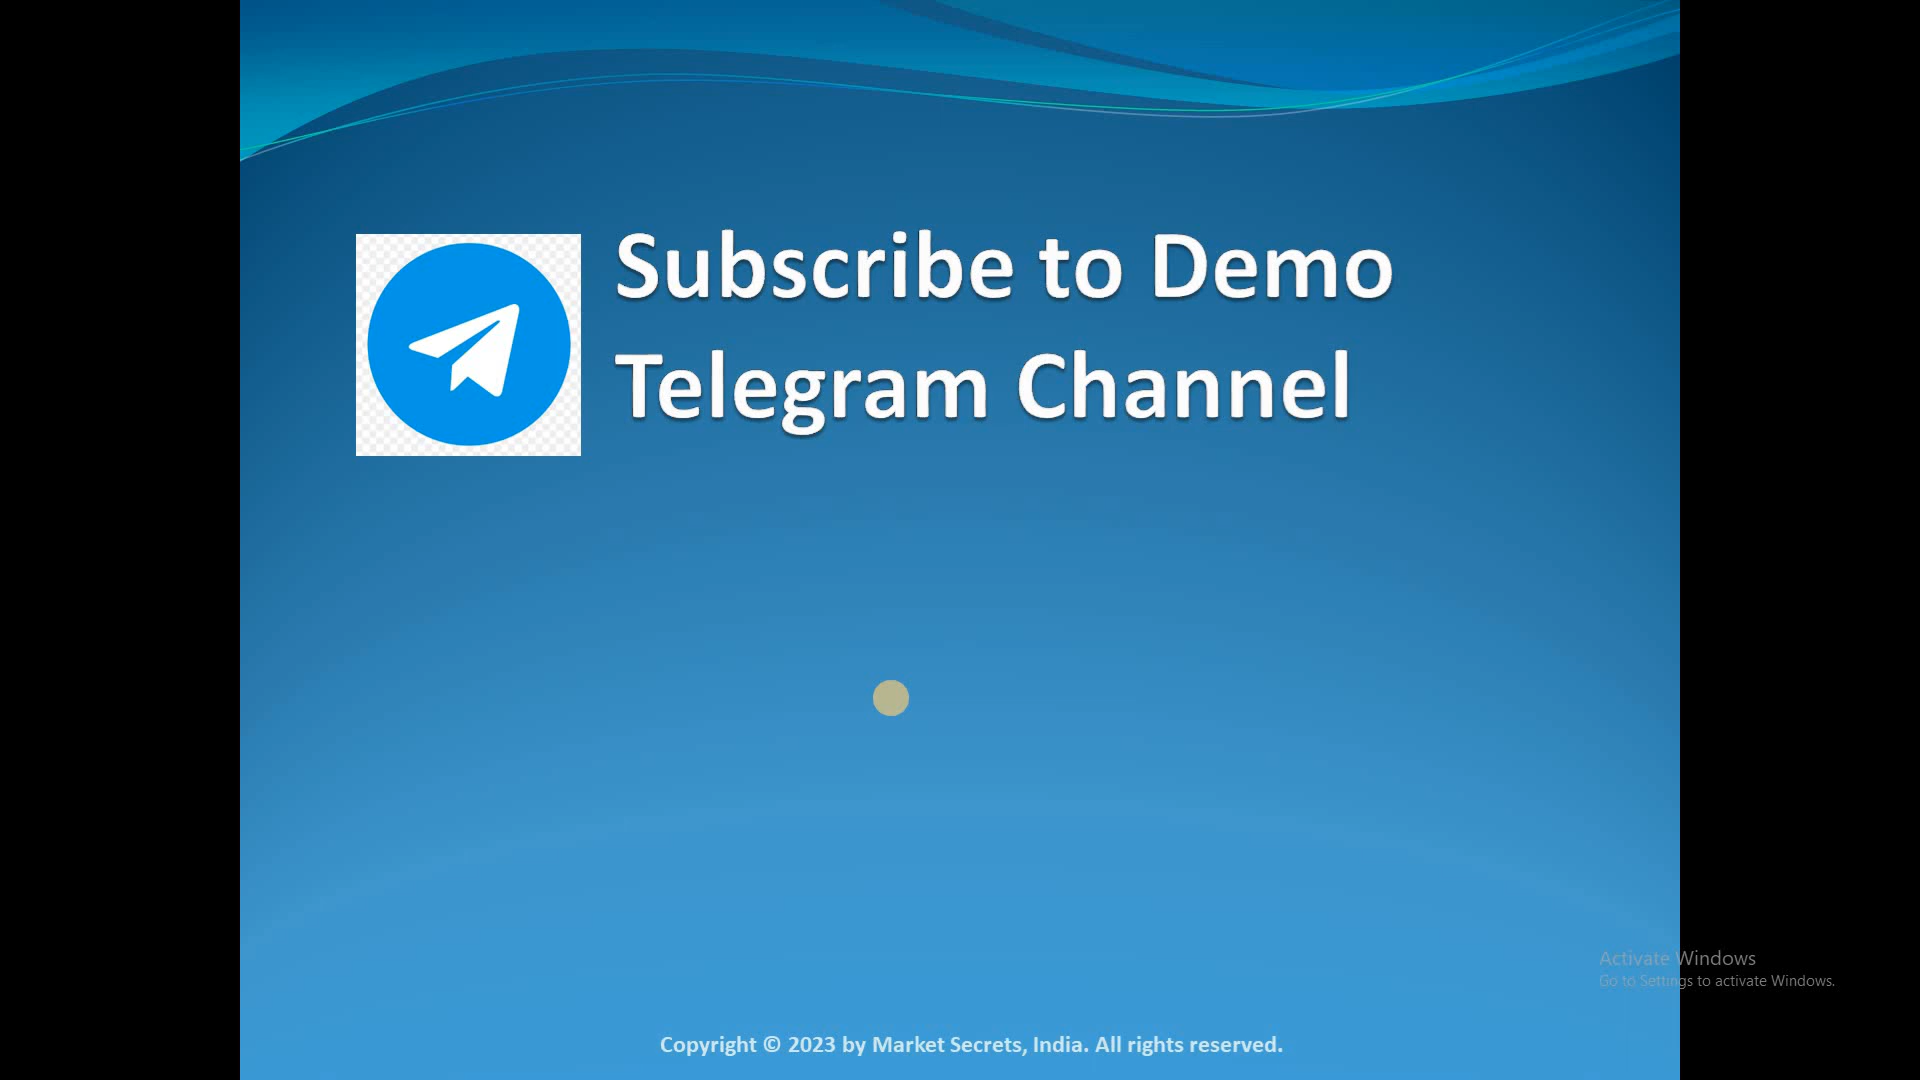 Subscribe to Demo
Telegram Channel
Activate Windows
Go to Settings to activate Windows.
Copyright © 2023 by Market Secrets, India. All rights reserved.